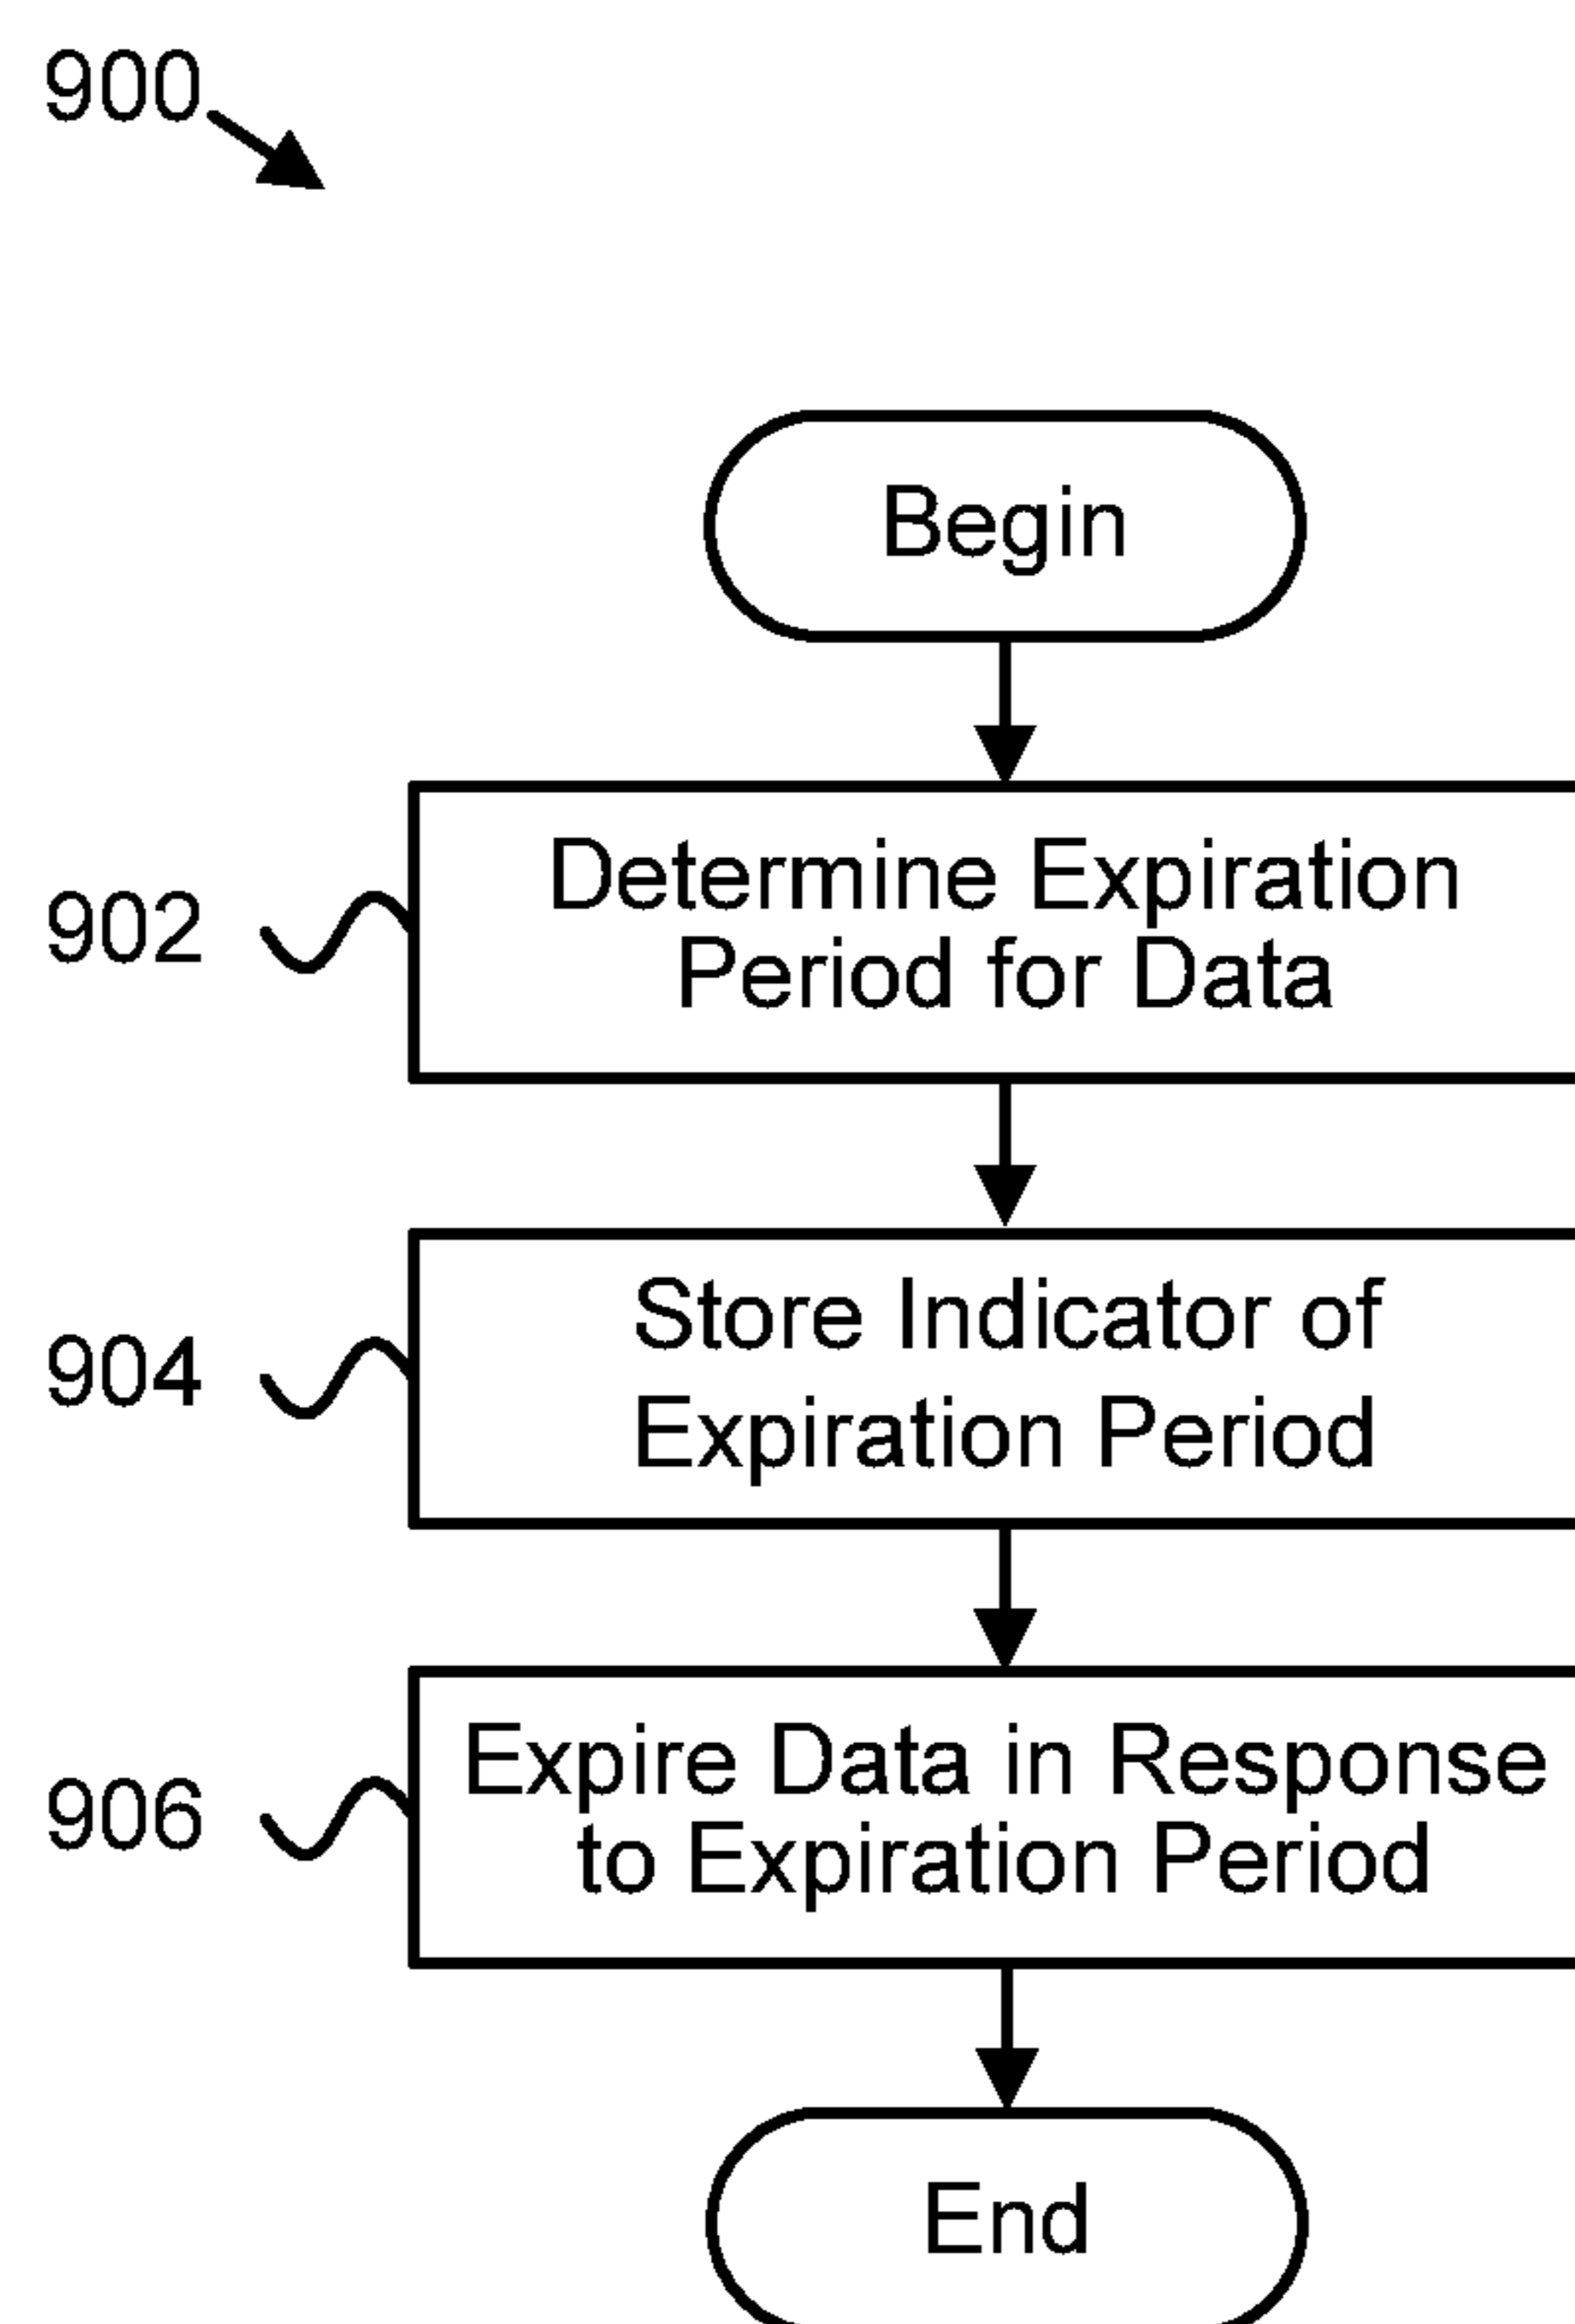 900
Begin
902
Determine Expiration
Period for Data
904
Store Indicator of
Expiration Period
906
Expire Data in Response
to Expiration Period
End